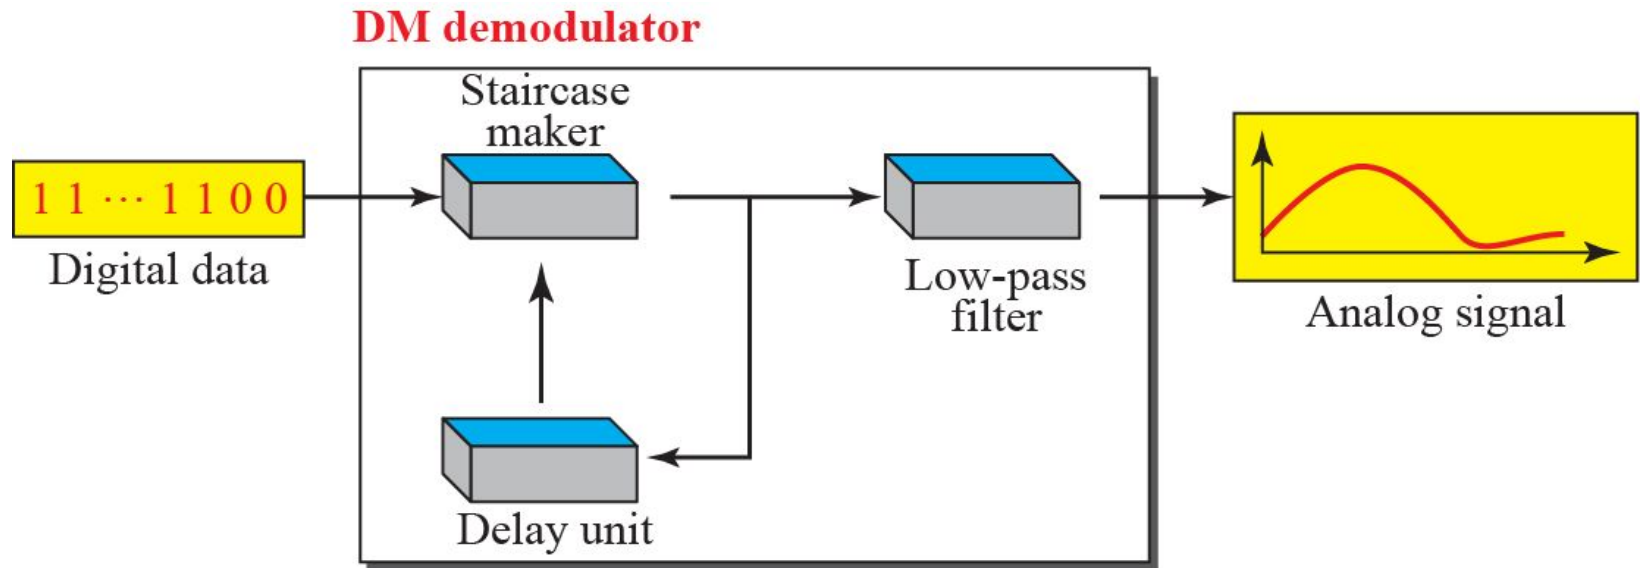 DM demodulator
Staircase
maker
1 1 ··· 1 1 0 0
Digital data
Low-pass
filter
Analog signal
Delay unit